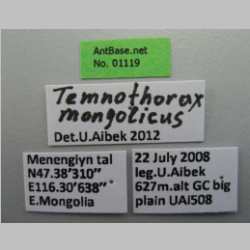 AntBase.net
No. 01119
Temnothorax
mongolicus
Det.U.Aibek 2012
Menengiyn tal
N47.38'310"
E116.30'638"
E.Mongolia
22 July 2008
leg.U.Aibek
627m.alt GC big
plain UAI508